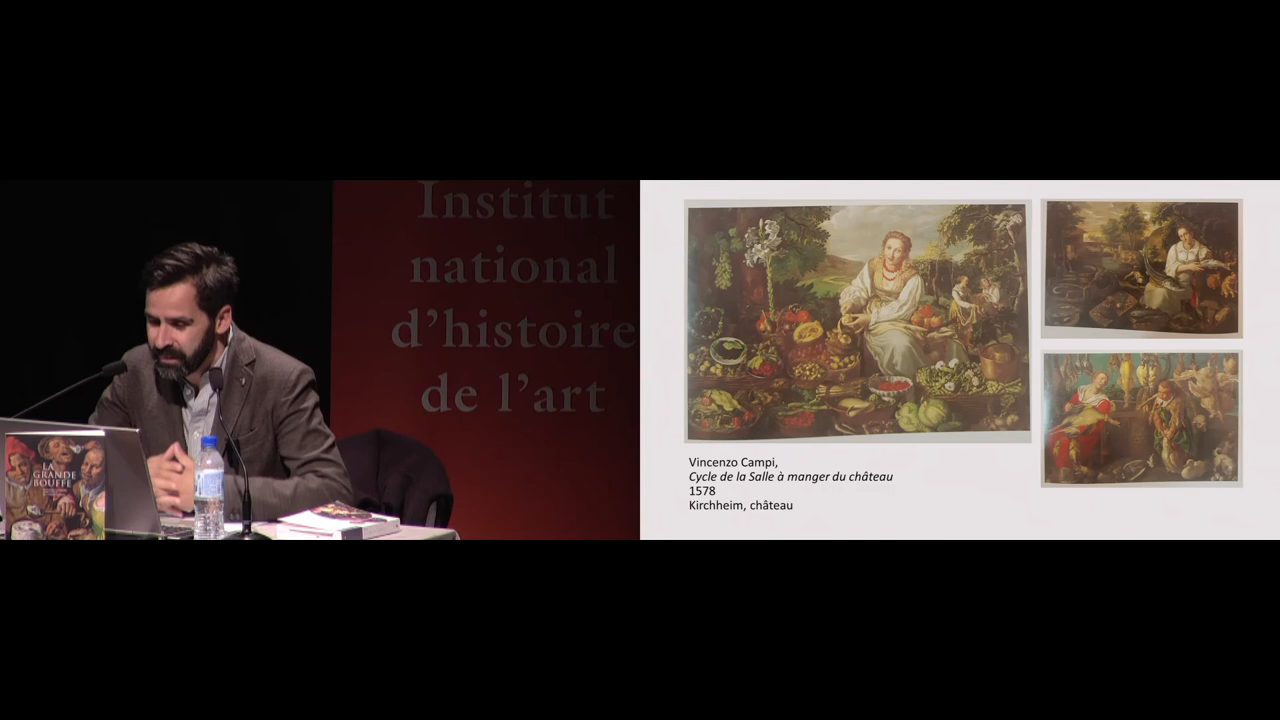 Institut
national
d'histoire
de l'art
LA
GRANDE
BOUFFE
Vincenzo Campi,
Cycle de la Salle à manger du château
1578
Kirchheim, château